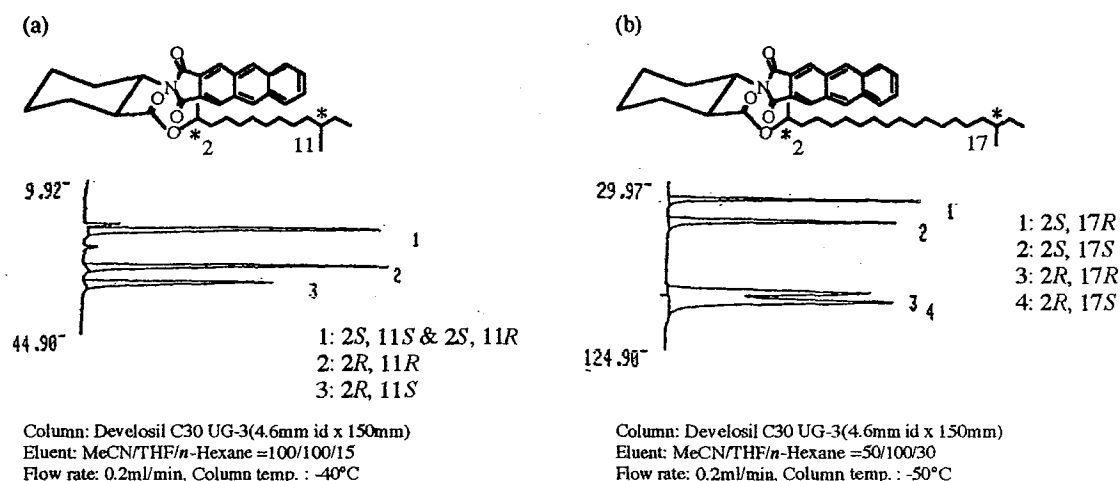 (a)
O
N
O
O
O
*
2
*
11
9.92-
1
2
3
44.90-
1: 2S, 11S & 2S, 11R
2: 2R, 11R
3: 2R, 11S
Column: Develosil C30 UG-3(4.6mm id x 150mm)
Eluent: MeCN/THF/n-Hexane =100/100/15
Flow rate: 0.2ml/min, Column temp. : -40°C
(b)
O
N
O
O
O
*
2
*
17
29.97-
1
2
3
4
124.90-
1: 2S, 17R
2: 2S, 17S
3: 2R, 17R
4: 2R, 17S
Column: Develosil C30 UG-3(4.6mm id x 150mm)
Eluent: MeCN/THF/n-Hexane =50/100/30
Flow rate: 0.2ml/min, Column temp. : -50°C